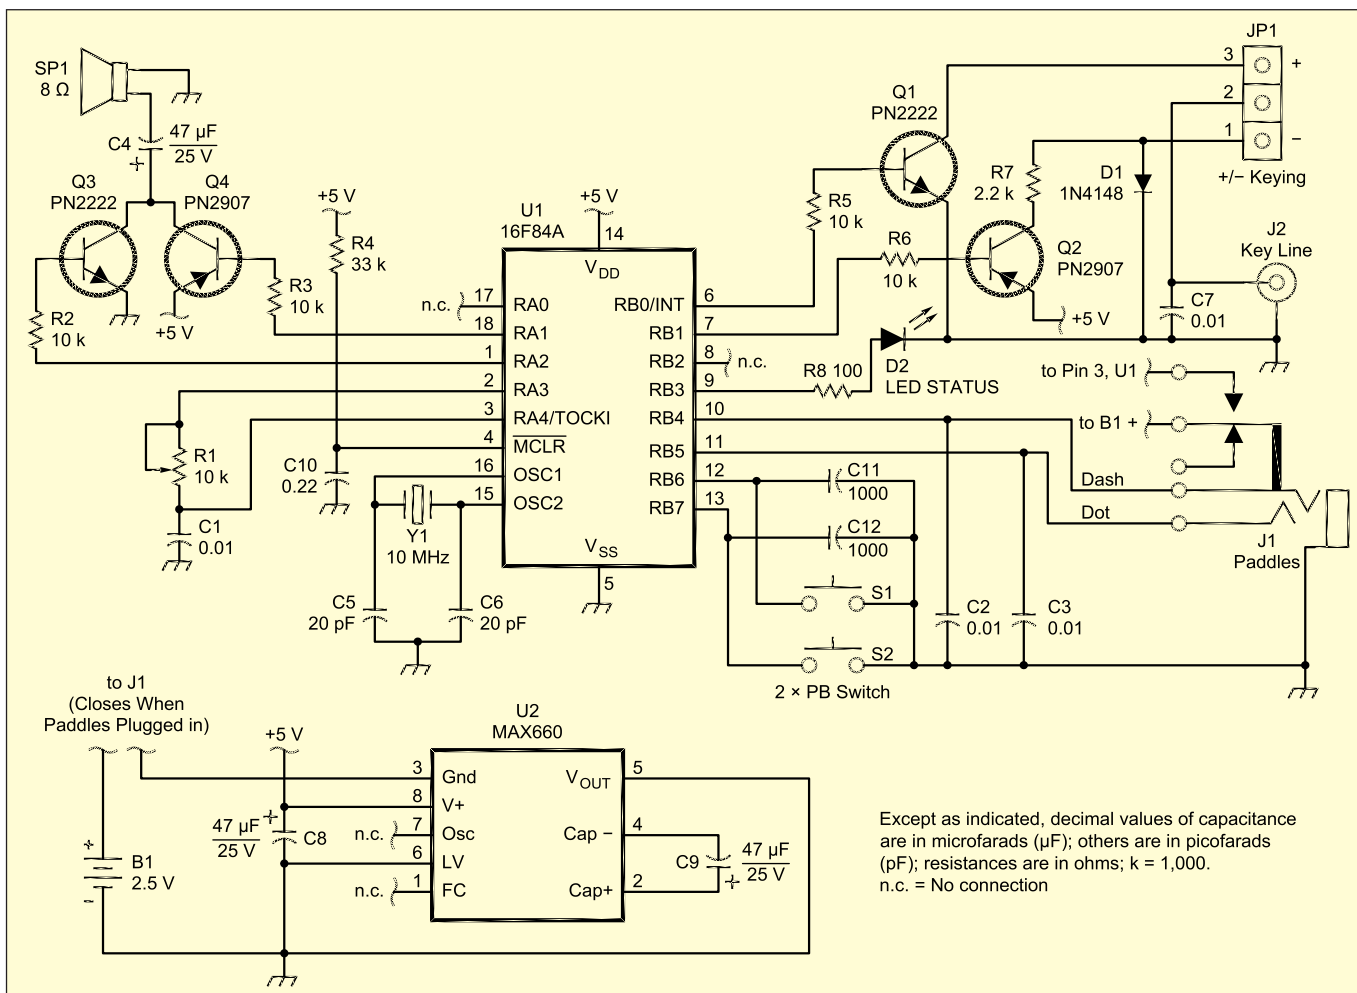 SP1
8 Ω
C4
47 µF
25 V
Q3
PN2222
Q4
PN2907
R2
10 k
R3
10 k
+5 V
+5 V
R4
33 k
C10
0.22
R1
10 k
C1
0.01
Y1
10 MHz
C5
20 pF
C6
20 pF
U1
16F84A
+5 V
14
VDD
n.c.
17 RA0
18 RA1
1 RA2
2 RA3
3 RA4/TOCKI
4 MCLR
16 OSC1
15 OSC2
RB0/INT 6
RB1 7
RB2 8 n.c.
RB3 9
RB4 10
RB5 11
RB6 12
RB7 13
VSS
5
Q1
PN2222
R5
10 k
R6
10 k
R7
2.2 k
Q2
PN2907
+5 V
D1
1N4148
JP1
3 +
2
1 −
+/− Keying
J2
Key Line
C7
0.01
R8 100
D2
LED STATUS
to Pin 3, U1
to B1 +
Dash
Dot
J1
Paddles
C11
1000
C12
1000
S1
S2
2 × PB Switch
C2
0.01
C3
0.01
to J1
(Closes When
Paddles Plugged in)
+5 V
+
B1
2.5 V
-
47 µF
25 V
C8
U2
MAX660
3 Gnd
8 V+
n.c. 7 Osc
6 LV
n.c. 1 FC
VOUT 5
Cap − 4
Cap+ 2
C9
47 µF
25 V
Except as indicated, decimal values of capacitance
are in microfarads (µF); others are in picofarads
(pF); resistances are in ohms; k = 1,000.
n.c. = No connection